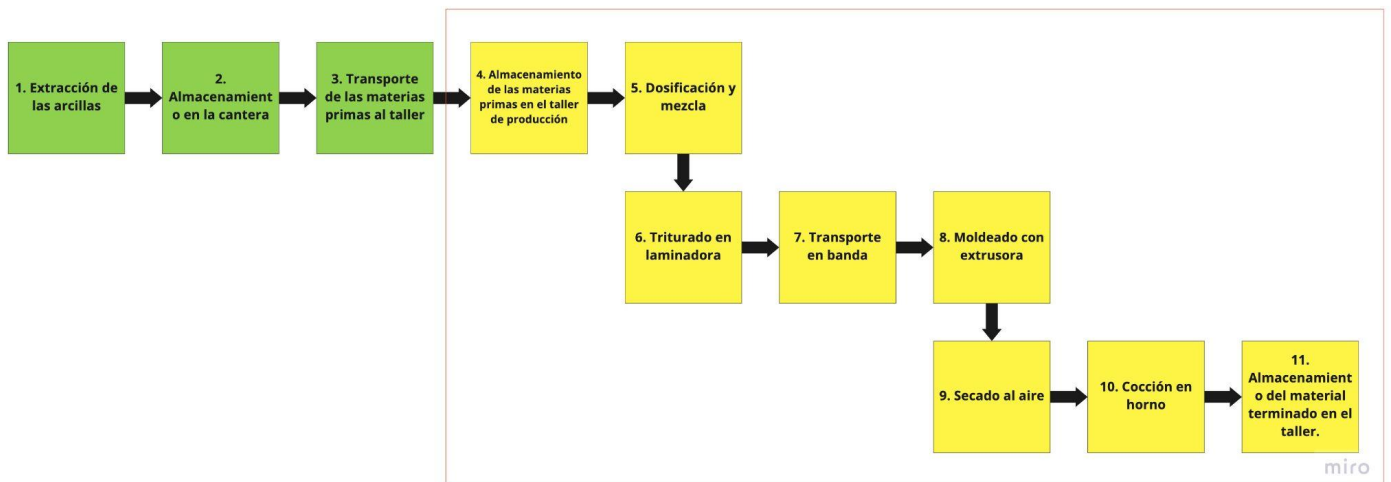 1. Extracción de
las arcillas
2.
Almacenamient
o en la cantera
3. Transporte
de las materias
primas al taller
4. Almacenamiento
de las materias
primas en el taller
de producción
5. Dosificación y
mezcla
6. Triturado en
laminadora
7. Transporte
en banda
8. Moldeado con
extrusora
9. Secado al aire
10. Cocción en
horno
11.
Almacenamient
o del material
terminado en el
taller.
miro